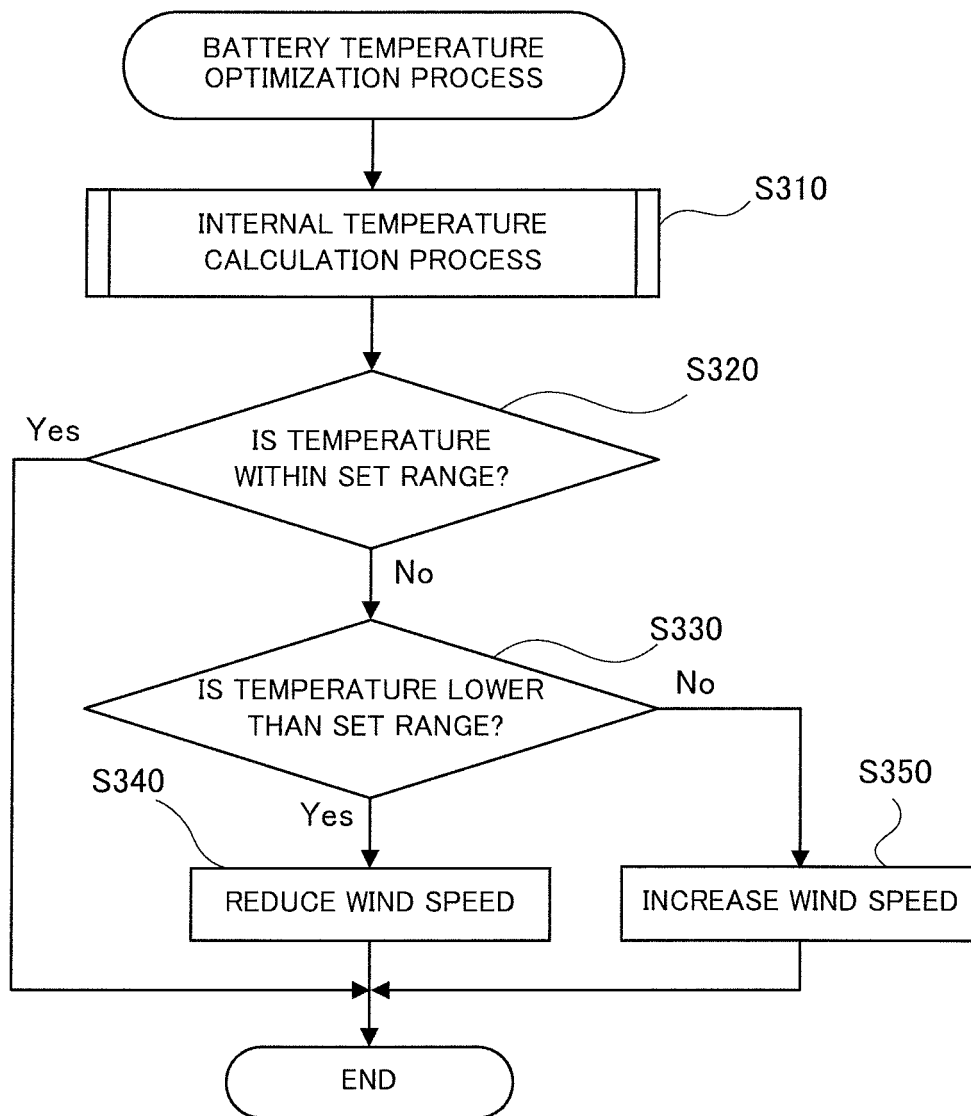 BATTERY TEMPERATURE
OPTIMIZATION PROCESS
S310
INTERNAL TEMPERATURE
CALCULATION PROCESS
S320
Yes
IS TEMPERATURE
WITHIN SET RANGE?
No
S330
IS TEMPERATURE LOWER
THAN SET RANGE?
No
S340
Yes
S350
REDUCE WIND SPEED
INCREASE WIND SPEED
END